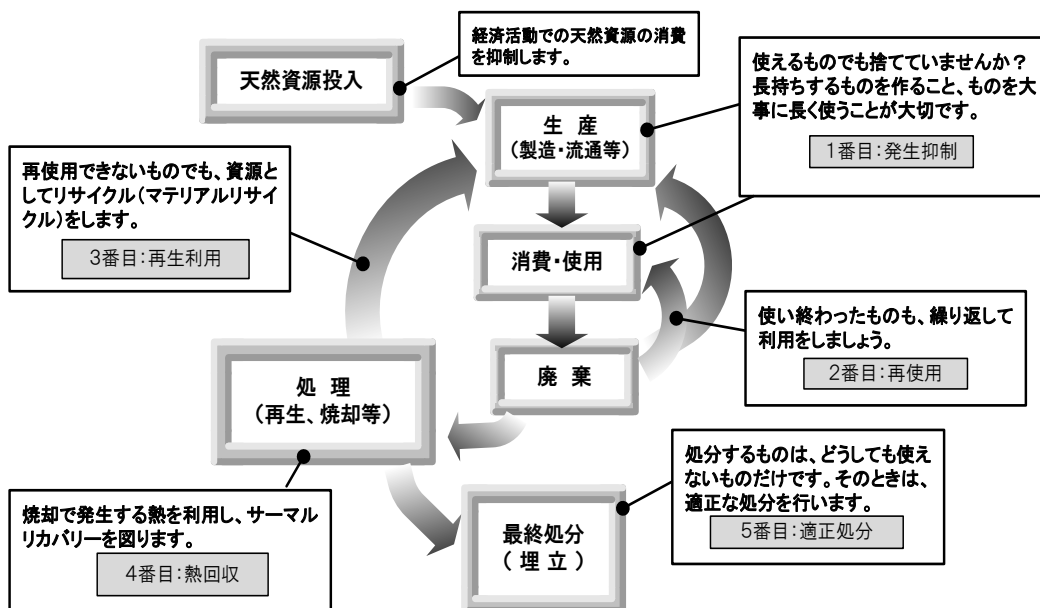 経済活動での天然資源の消費
を抑制します。
天然資源投入
使えるものでも捨てていませんか？
長持ちするものを作ること、ものを大
事に長く使うことが大切です。
1番目：発生抑制
生　産
（製造・流通等）
再使用できないものでも、資源と
してリサイクル（マテリアルリサイ
クル）をします。
3番目：再生利用
消費・使用
使い終わったものも、繰り返して
利用をしましょう。
2番目：再使用
廃　棄
処　理
（再生、焼却等）
処分するものは、どうしても使え
ないものだけです。そのときは、
適正な処分を行います。
5番目：適正処分
焼却で発生する熱を利用し、サーマル
リカバリーを図ります。
4番目：熱回収
最終処分
（ 埋 立 ）